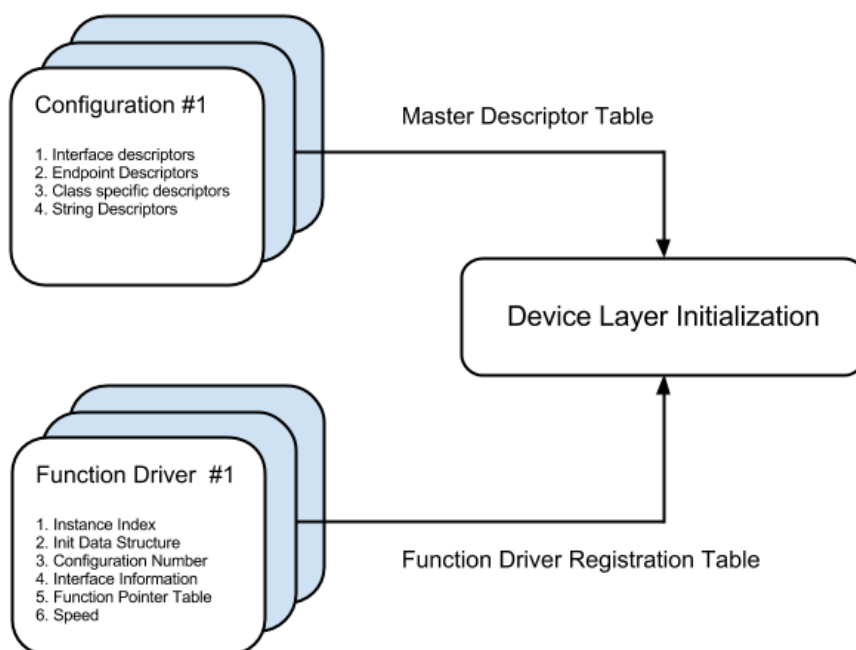 Configuration #1
1. Interface descriptors
2. Endpoint Descriptors
3. Class specific descriptors
4. String Descriptors
Master Descriptor Table
Device Layer Initialization
Function Driver #1
1. Instance Index
2. Init Data Structure
3. Configuration Number
4. Interface Information
5. Function Pointer Table
6. Speed
Function Driver Registration Table